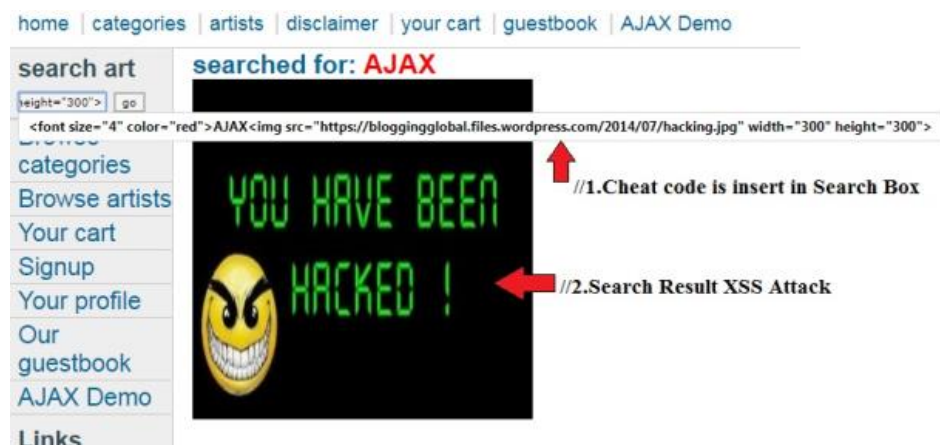 home | categories | artists | disclaimer | your cart | guestbook | AJAX Demo
search art
searched for: AJAX
height="300"> go
<font size="4" color="red">AJAX<img src="https://bloggingglobal.files.wordpress.com/2014/07/hacking.jpg" width="300" height="300">
categories
//1.Cheat code is insert in Search Box
Browse artists
YOU HAVE BEEN
Your cart
Signup
HACKED !
//2.Search Result XSS Attack
Your profile
Our
guestbook
AJAX Demo
Links